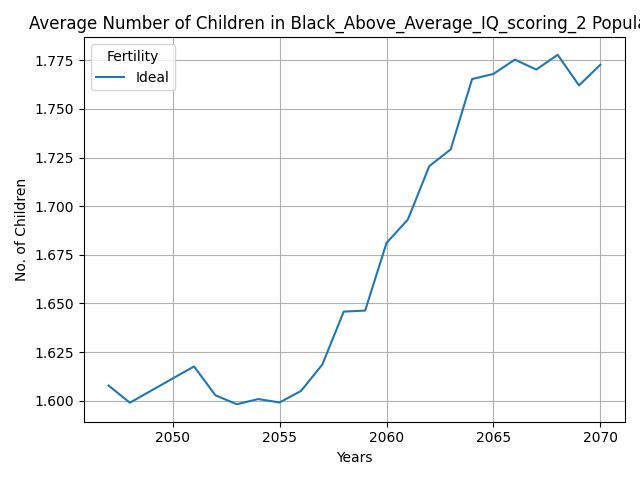 Average Number of Children in Black_Above_Average_IQ_scoring_2 Popula
Fertility
Ideal
No. of Children
1.775
1.750
1.725
1.700
1.675
1.650
1.625
1.600
2050 2055 2060 2065 2070
Years